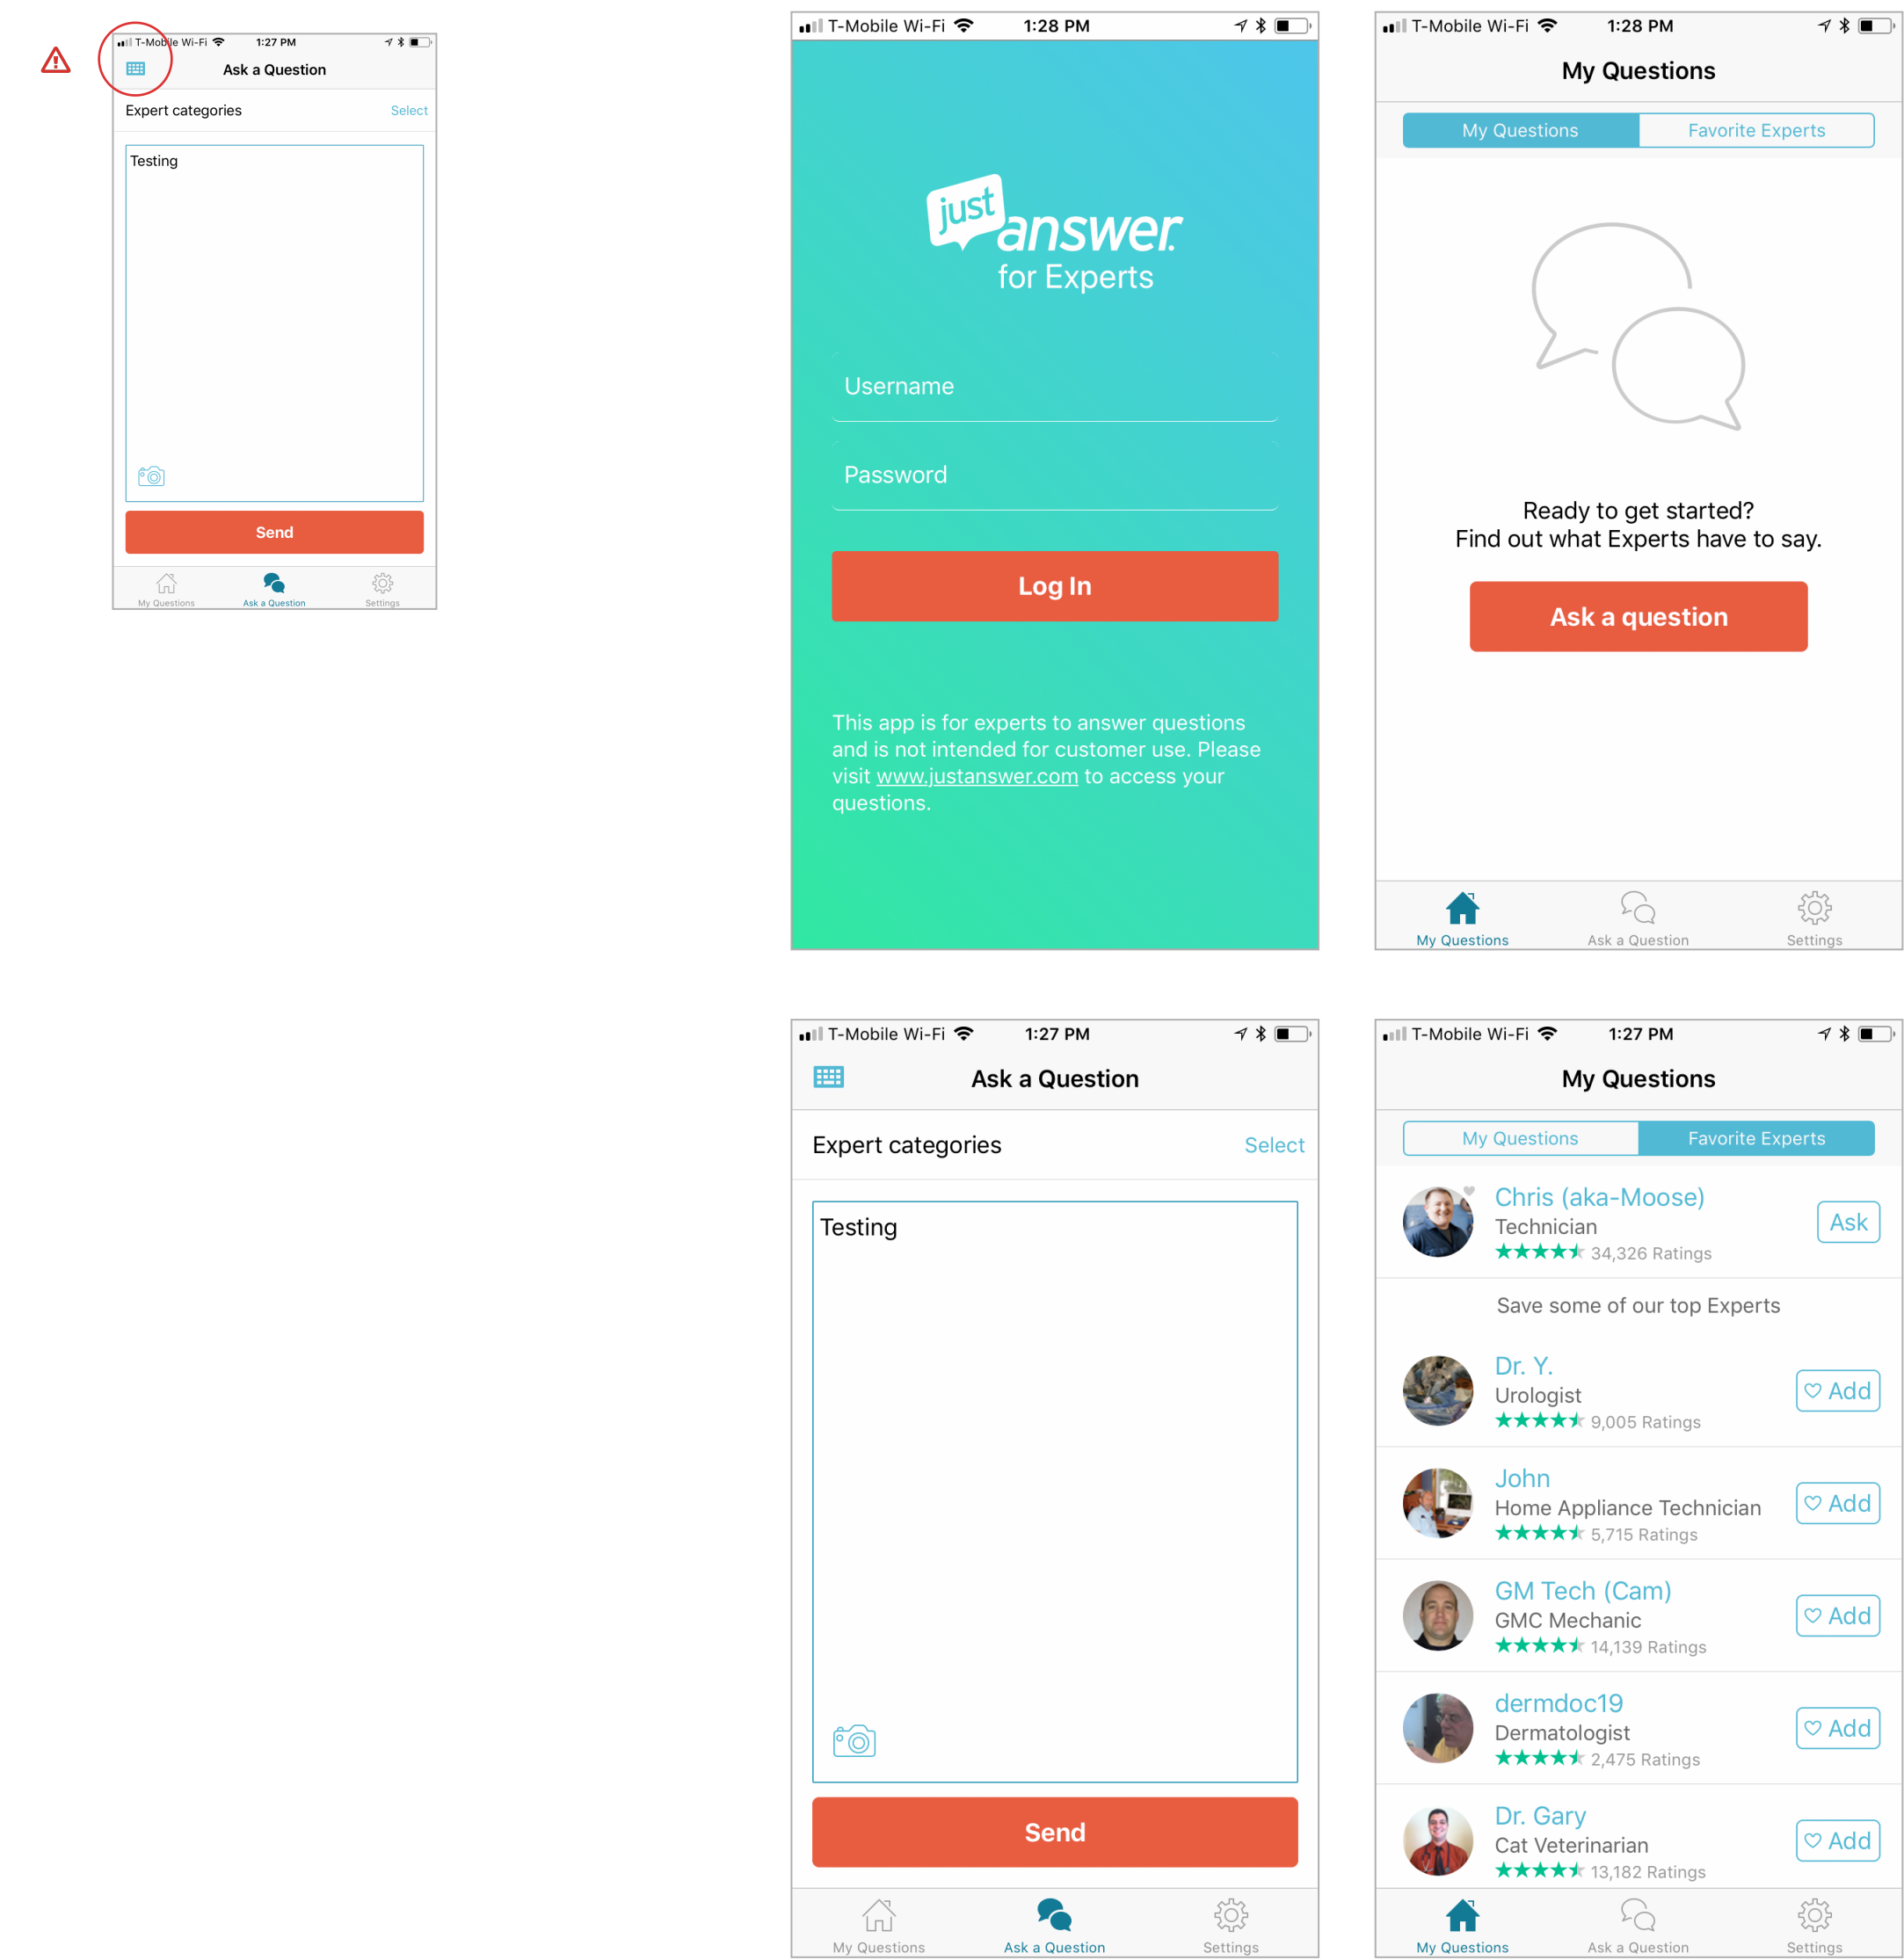 T-Mobile Wi-Fi 1:27 PM
Ask a Question
Expert categories Select
Testing
Send
My Questions Ask a Question Settings
T-Mobile Wi-Fi 1:28 PM
just answer.
for Experts
Username
Password
Log In
This app is for experts to answer questions
and is not intended for customer use. Please
visit www.justanswer.com to access your
questions.
T-Mobile Wi-Fi 1:28 PM
My Questions
My Questions Favorite Experts
Ready to get started?
Find out what Experts have to say.
Ask a question
My Questions Ask a Question Settings
T-Mobile Wi-Fi 1:27 PM
Ask a Question
Expert categories Select
Testing
Send
My Questions Ask a Question Settings
T-Mobile Wi-Fi 1:27 PM
My Questions
My Questions Favorite Experts
Chris (aka-Moose)
Technician
34,326 Ratings
Ask
Save some of our top Experts
Dr. Y.
Urologist
9,005 Ratings
Add
John
Home Appliance Technician
5,715 Ratings
Add
GM Tech (Cam)
GMC Mechanic
14,139 Ratings
Add
dermdoc19
Dermatologist
2,475 Ratings
Add
Dr. Gary
Cat Veterinarian
13,182 Ratings
Add
My Questions Ask a Question Settings